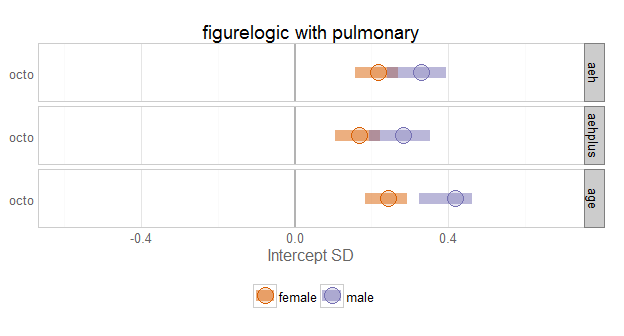 figurelogic with pulmonary
octo
aeh
octo
aehplus
octo
age
-0.4 0.0 0.4
Intercept SD
female male